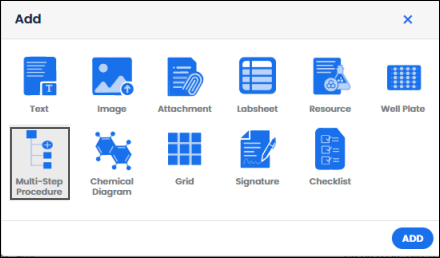 Add
Text Image Attachment Labsheet Resource Well Plate
Multi-Step Procedure Chemical Diagram Grid Signature Checklist
ADD